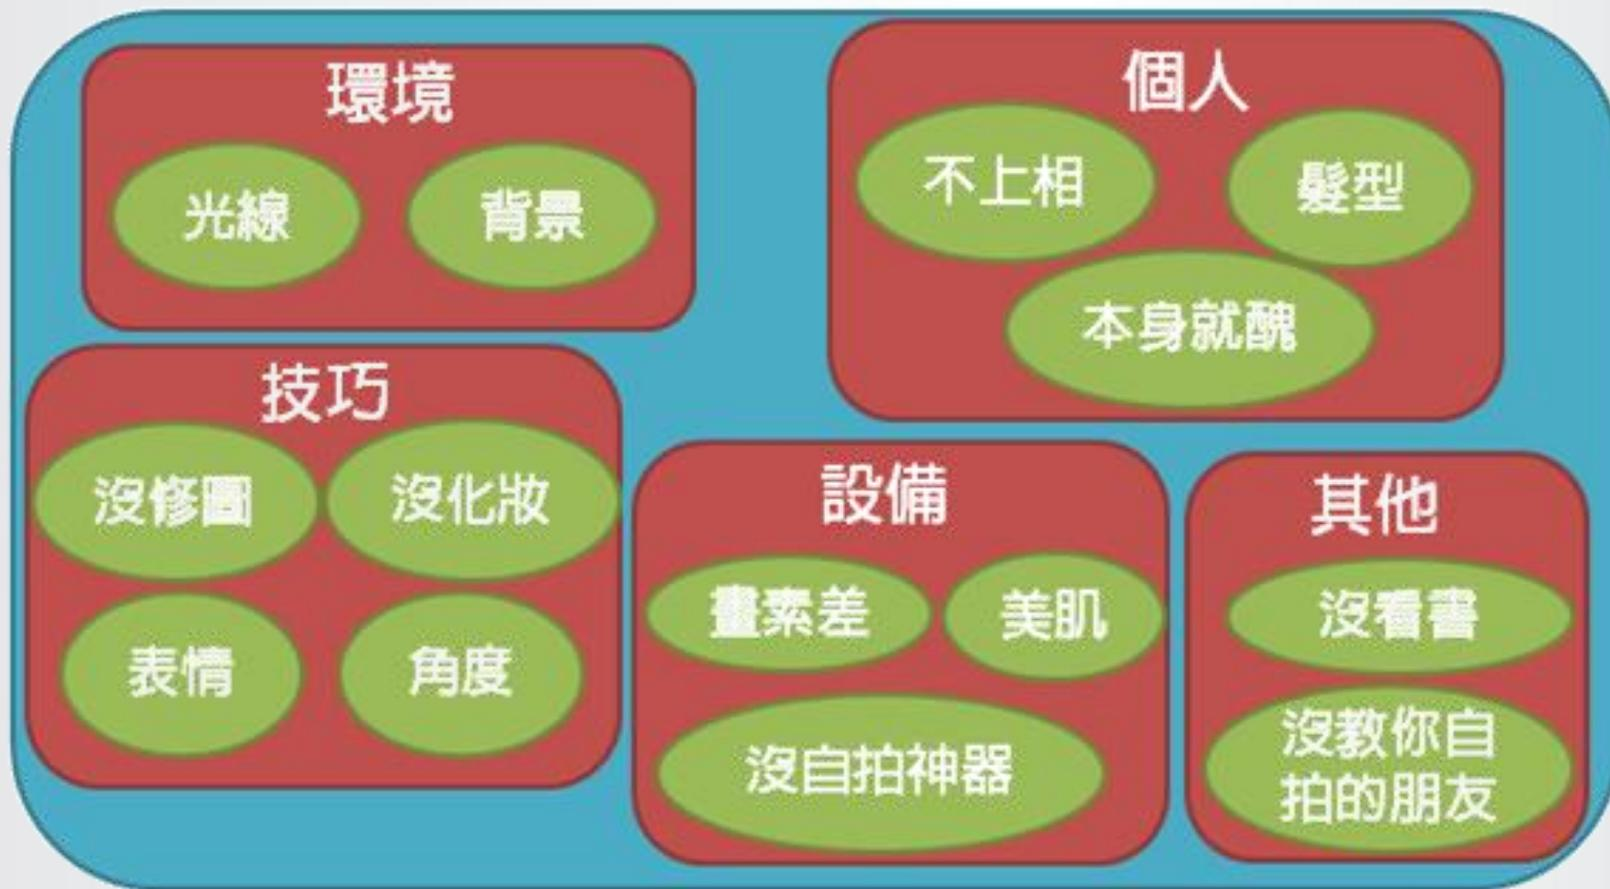 環境
光線
背景
個人
不上相
髮型
本身就醜
技巧
沒修圖
沒化妝
表情
角度
設備
畫素差
美肌
沒自拍神器
其他
沒看書
沒教你自
拍的朋友